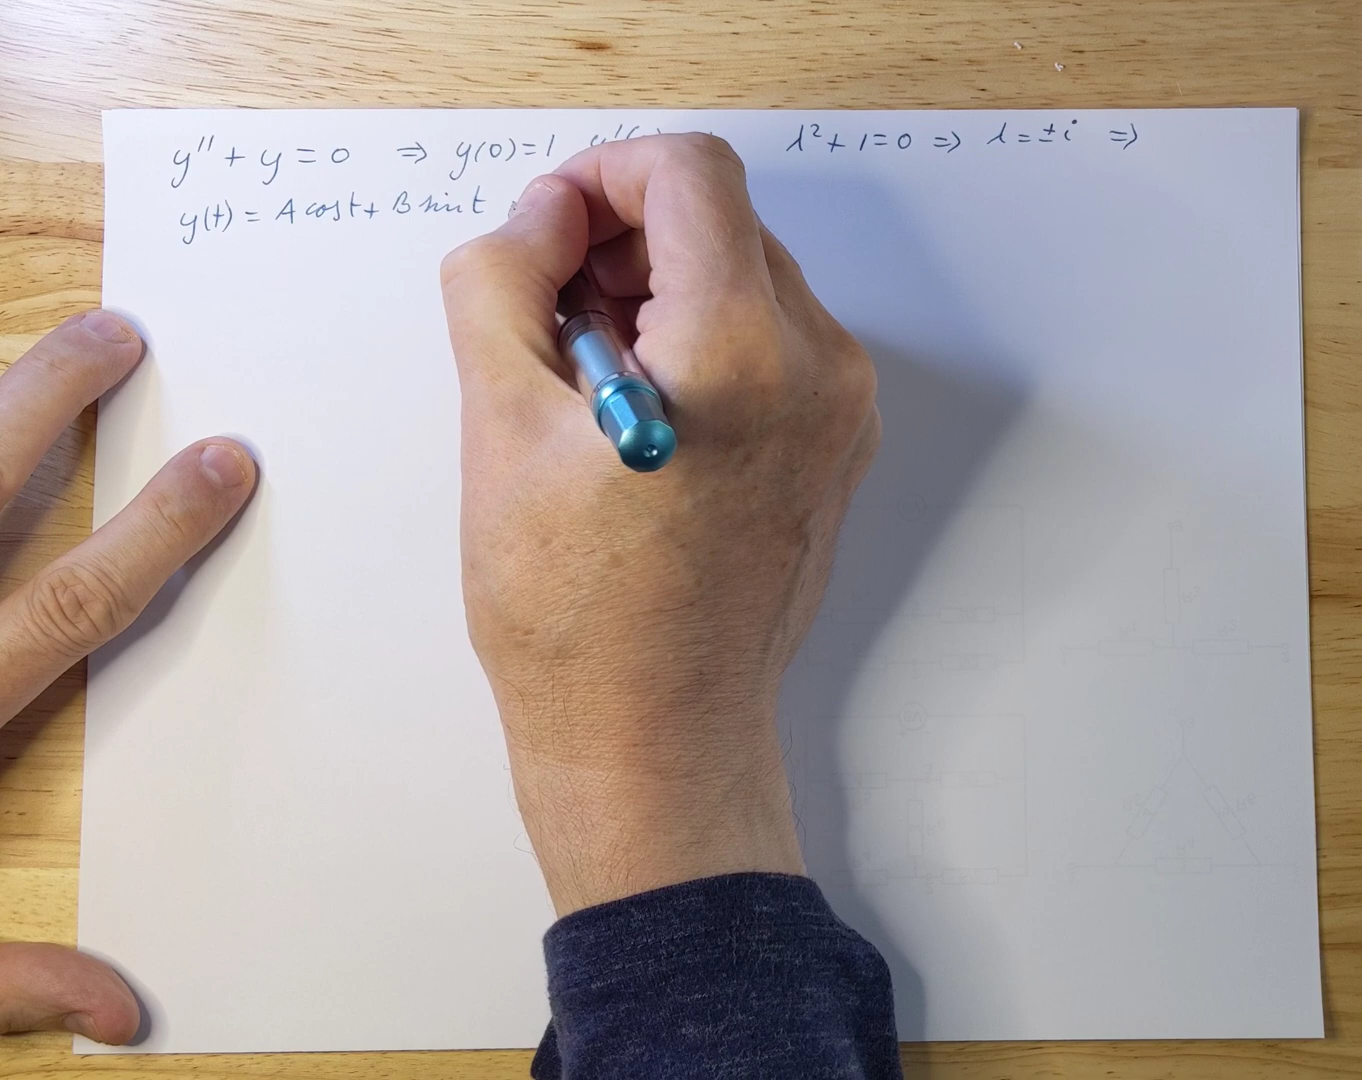 y'' + y = 0 ⇒ y(0)=1 λ² + 1 = 0 ⇒ λ = ± i ⇒
y(t) = A cos t + B sin t